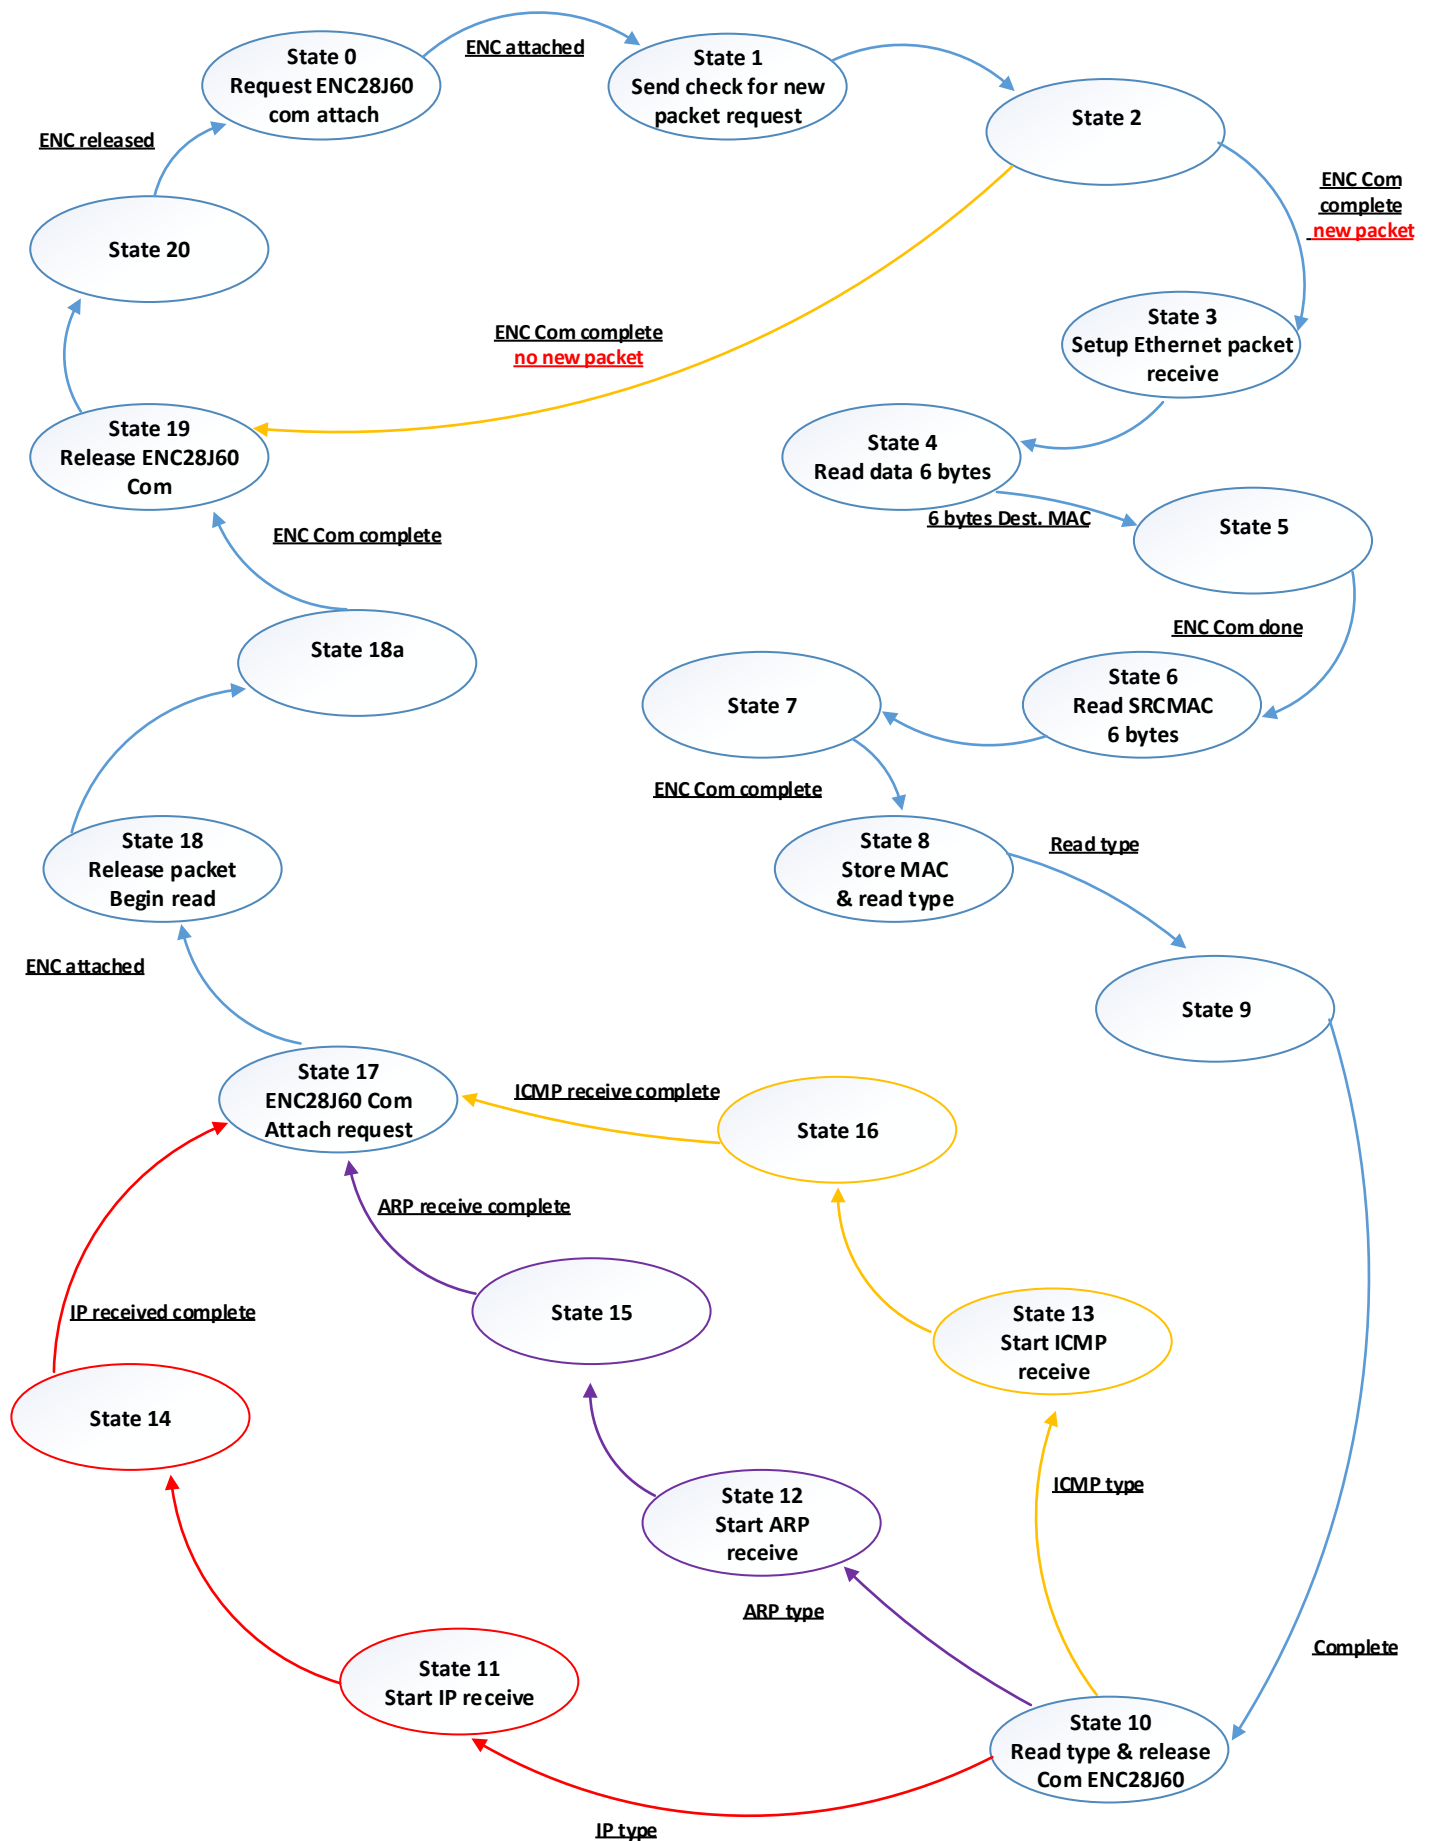 State 0
Request ENC28J60
com attach
ENC attached
State 1
Send check for new
packet request
State 2
ENC released
ENC Com
complete
new packet
State 20
State 3
Setup Ethernet packet
receive
ENC Com complete
no new packet
State 19
Release ENC28J60
Com
State 4
Read data 6 bytes
6 bytes Dest. MAC
State 5
ENC Com complete
ENC Com done
State 18a
State 7
State 6
Read SRCMAC
6 bytes
ENC Com complete
State 18
Release packet
Begin read
State 8
Store MAC
& read type
Read type
ENC attached
State 9
State 17
ENC28J60 Com
Attach request
ICMP receive complete
State 16
ARP receive complete
IP received complete
State 15
State 13
Start ICMP
receive
State 14
ICMP type
State 12
Start ARP
receive
ARP type
Complete
State 11
Start IP receive
State 10
Read type & release
Com ENC28J60
IP type